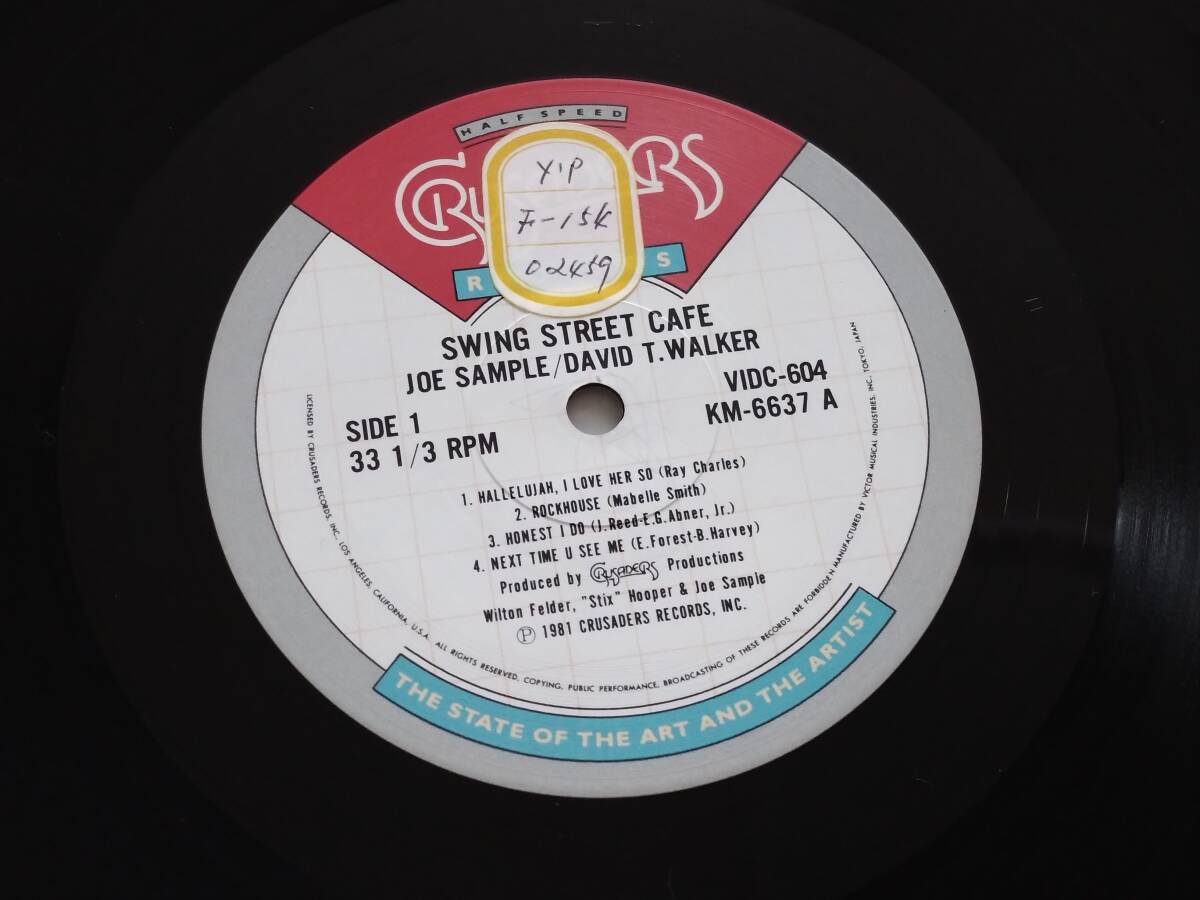 HALF SPEED
CRUSADERS
Y'P
F-15K
02459
SWING STREET CAFE
JOE SAMPLE/DAVID T.WALKER
SIDE 1
33 1/3 RPM
VIDC-604
KM-6637 A
1. HALLELUJAH, I LOVE HER SO (Ray Charles)
2. ROCKHOUSE (Mabelle Smith)
3. HONEST I DO (J.Reed-E.G.Abner, Jr.)
4. NEXT TIME U SEE ME (E.Forest-B.Harvey)
Produced by CRUSADERS Productions
Wilton Felder, "Stix" Hooper & Joe Sample
Ⓟ 1981 CRUSADERS RECORDS, INC.
LICENSED BY CRUSADERS RECORDS, INC., LOS ANGELES, CALIFORNIA, U.S.A. ALL RIGHTS RESERVED. COPYING, PUBLIC PERFORMANCE, BROADCASTING OF THESE RECORDS ARE FORBIDDEN MANUFACTURED BY VICTOR MUSICAL INDUSTRIES, INC. TOKYO, JAPAN
THE STATE OF THE ART AND THE ARTIST